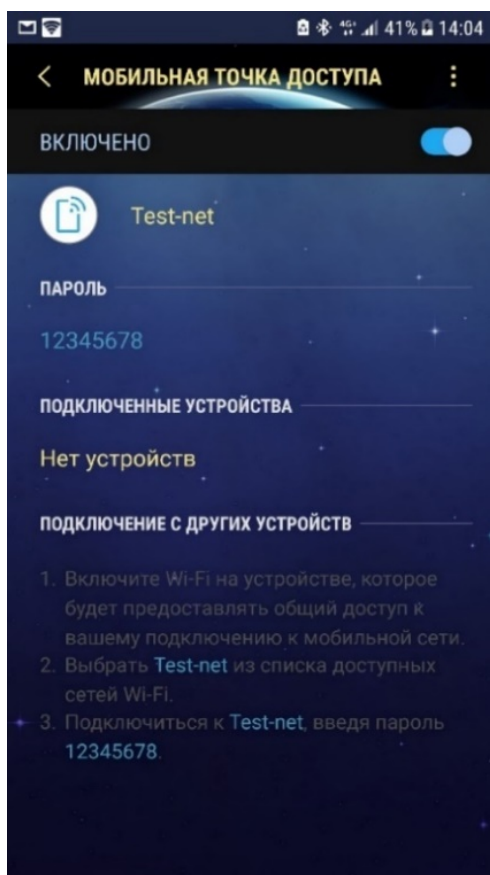 4G+ 41% 14:04
МОБИЛЬНАЯ ТОЧКА ДОСТУПА
ВКЛЮЧЕНО
Test-net
ПАРОЛЬ
12345678
ПОДКЛЮЧЕННЫЕ УСТРОЙСТВА
Нет устройств
ПОДКЛЮЧЕНИЕ С ДРУГИХ УСТРОЙСТВ
1. Включите Wi-Fi на устройстве, которое
будет предоставлять общий доступ к
вашему подключению к мобильной сети.
2. Выбрать Test-net из списка доступных
сетей Wi-Fi.
3. Подключиться к Test-net, введя пароль
12345678.